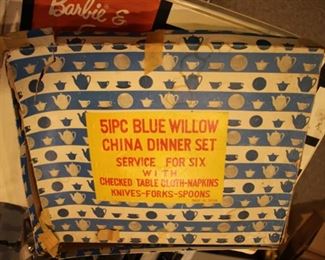 Barbie &
51PC BLUE WILLOW
CHINA DINNER SET
SERVICE FOR SIX
WITH
CHECKED TABLE CLOTH-NAPKINS
KNIVES-FORKS-SPOONS